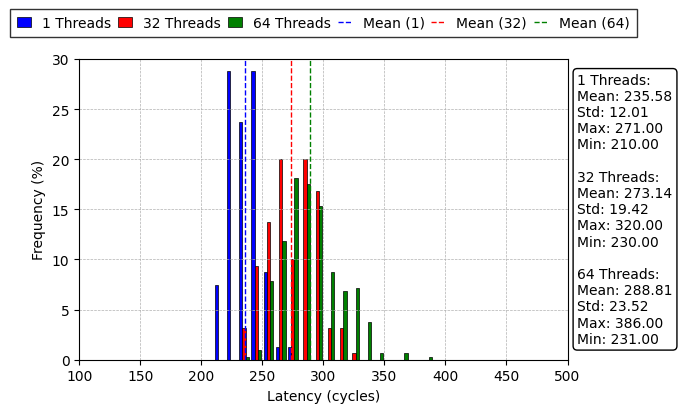 1 Threads 32 Threads 64 Threads Mean (1) Mean (32) Mean (64)
30
25
20
15
10
5
0
Frequency (%)
100 150 200 250 300 350 400 450 500
Latency (cycles)
1 Threads:
Mean: 235.58
Std: 12.01
Max: 271.00
Min: 210.00
32 Threads:
Mean: 273.14
Std: 19.42
Max: 320.00
Min: 230.00
64 Threads:
Mean: 288.81
Std: 23.52
Max: 386.00
Min: 231.00